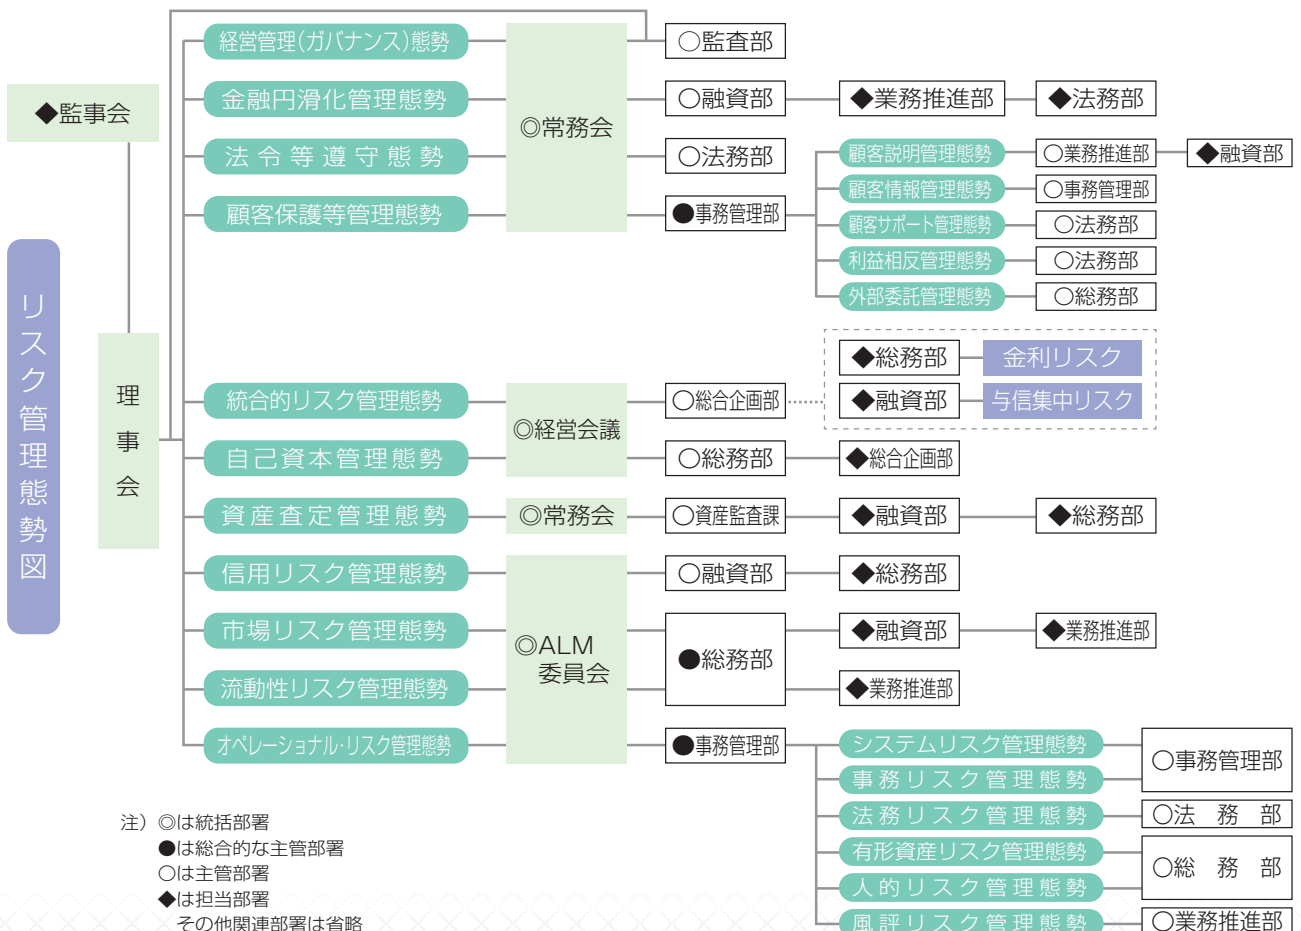 リスク管理態勢図
◆監事会
理事会
経営管理(ガバナンス)態勢
○監査部
金融円滑化管理態勢
◎常務会
○融資部
◆業務推進部
◆法務部
法令等遵守態勢
○法務部
顧客保護等管理態勢
●事務管理部
顧客説明管理態勢
○業務推進部
◆融資部
顧客情報管理態勢
○事務管理部
顧客サポート管理態勢
○法務部
利益相反管理態勢
○法務部
外部委託管理態勢
○総務部
統合的リスク管理態勢
◎経営会議
○総合企画部
◆総務部
金利リスク
◆融資部
与信集中リスク
自己資本管理態勢
○総務部
◆総合企画部
資産査定管理態勢
◎常務会
○資産監査課
◆融資部
◆総務部
信用リスク管理態勢
◎ALM
委員会
○融資部
◆総務部
市場リスク管理態勢
●総務部
◆融資部
◆業務推進部
流動性リスク管理態勢
◆業務推進部
オペレーショナル・リスク管理態勢
●事務管理部
システムリスク管理態勢
○事務管理部
事務リスク管理態勢
法務リスク管理態勢
○法務部
有形資産リスク管理態勢
○総務部
人的リスク管理態勢
風評リスク管理態勢
○業務推進部
注）◎は統括部署
●は総合的な主管部署
○は主管部署
◆は担当部署
その他関連部署は省略